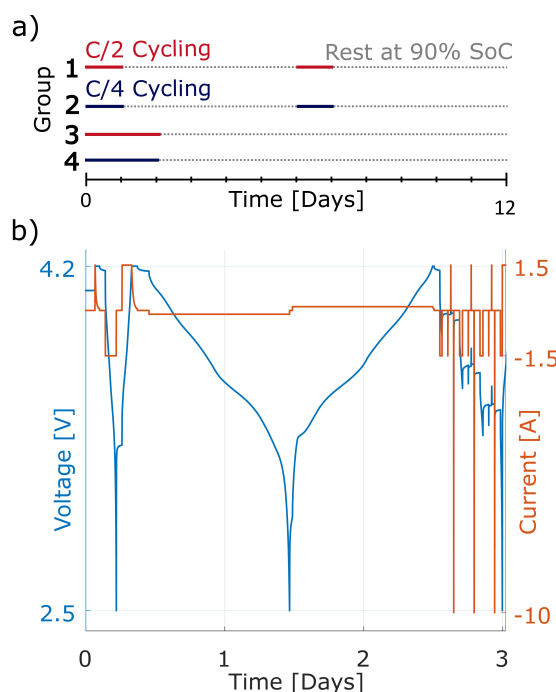 a)
C/2 Cycling
Rest at 90% SoC
1
C/4 Cycling
2
Group
3
4
0
Time [Days]
12
b)
4.2
1.5
-1.5
Voltage [V]
Current [A]
2.5
-10
0
1
2
3
Time [Days]